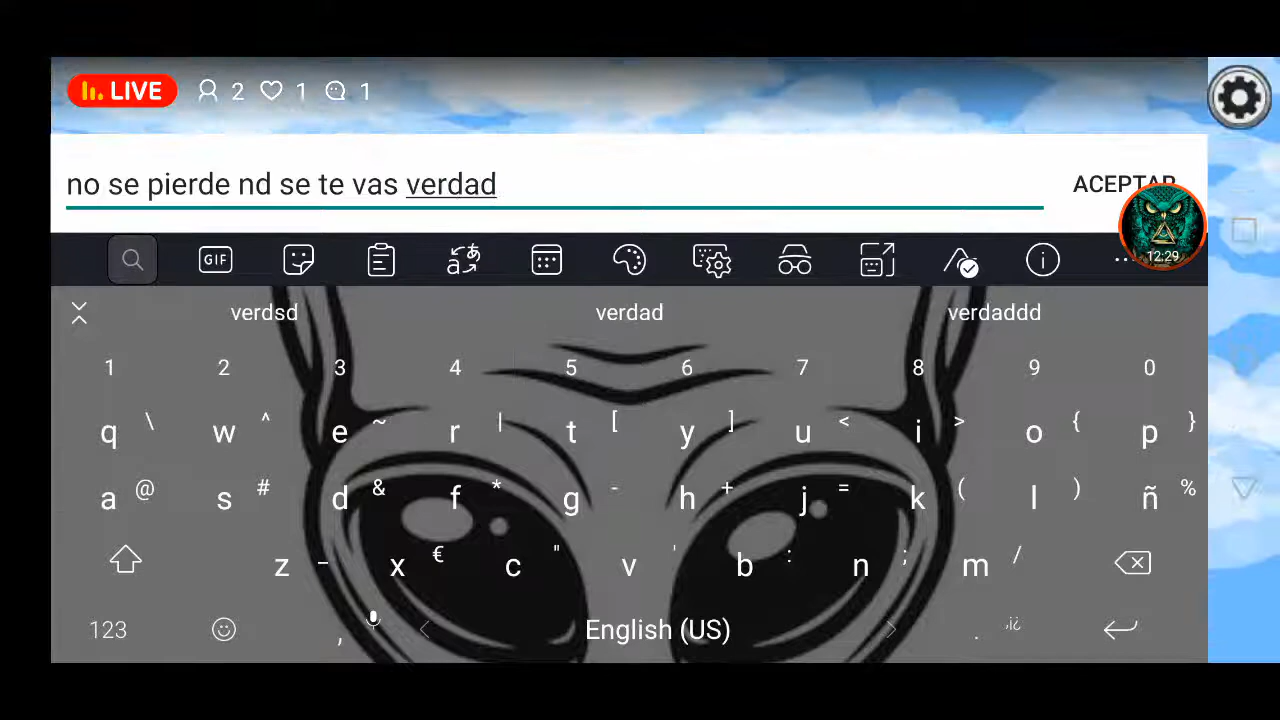 LIVE 2 1 1
no se pierde nd se te vas verdad ACEPTAR
GIF 12:29
verdsd verdad verdaddd
1 2 3 4 5 6 7 8 9 0
q \ w ^ e ~ r | t [ y ] u < i > o { p }
a @ s # d & f * g - h + j = k ( l ) ñ %
z _ x € c " v ' b : n ; m /
123 , English (US) . ,i¿